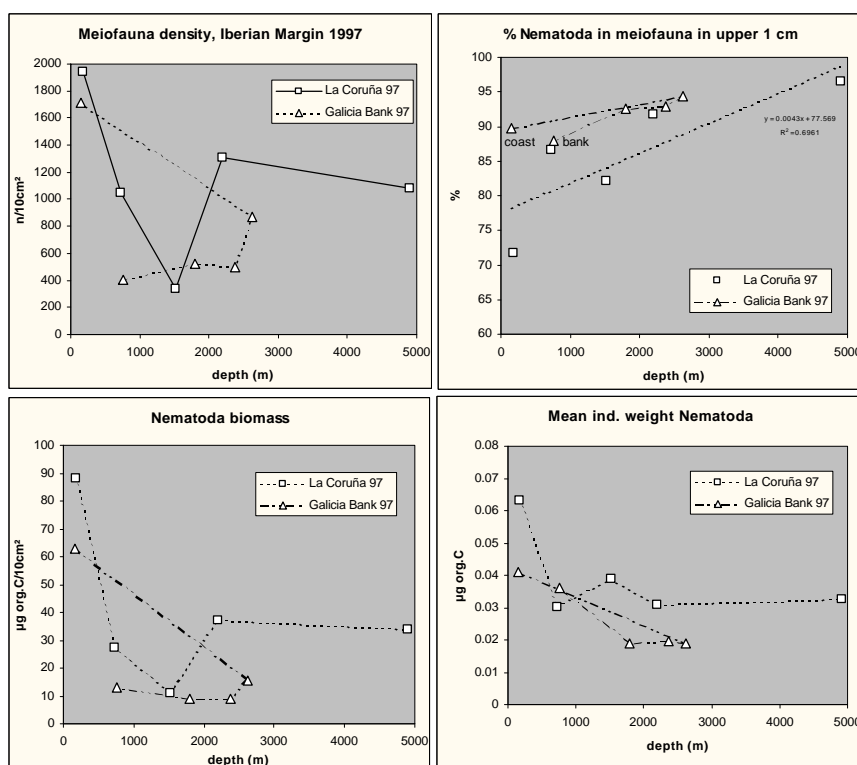 Meiofauna density, Iberian Margin 1997
2000
1800
1600
1400
1200
1000
800
600
400
200
0
n/10cm²
La Coruña 97
Galicia Bank 97
0 1000 2000 3000 4000 5000
depth (m)
% Nematoda in meiofauna in upper 1 cm
100
95
90
85
80
75
70
65
60
%
coast
bank
y = 0.0043x + 77.569
R² = 0.6961
La Coruña 97
Galicia Bank 97
0 1000 2000 3000 4000 5000
depth (m)
Nematoda biomass
100
90
80
70
60
50
40
30
20
10
0
µg org.C/10cm²
La Coruña 97
Galicia Bank 97
0 1000 2000 3000 4000 5000
depth (m)
Mean ind. weight Nematoda
0.08
0.07
0.06
0.05
0.04
0.03
0.02
0.01
0
µg org.C
La Coruña 97
Galicia Bank 97
0 1000 2000 3000 4000 5000
depth (m)